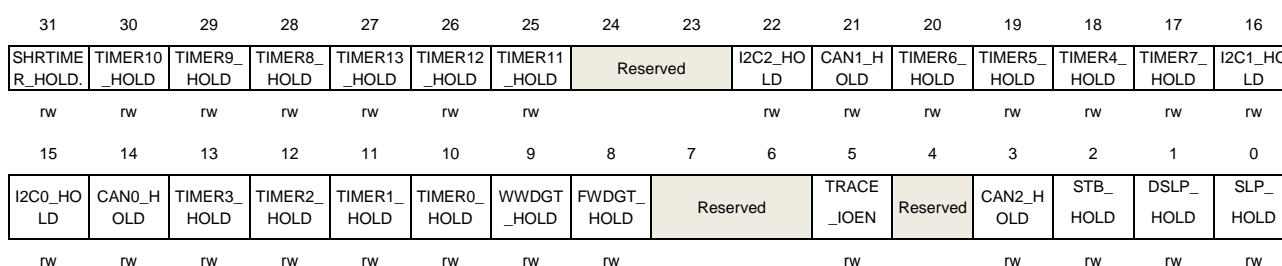 31 30 29 28 27 26 25 24 23 22 21 20 19 18 17 16
SHRTIME TIMER10 TIMER9_ TIMER8_ TIMER13 TIMER12 TIMER11 Reserved I2C2_HO CAN1_H TIMER6_ TIMER5_ TIMER4_ TIMER7_ I2C1_HO
R_HOLD. _HOLD HOLD HOLD _HOLD _HOLD _HOLD LD OLD HOLD HOLD HOLD HOLD LD
rw rw rw rw rw rw rw rw rw rw rw rw rw rw
15 14 13 12 11 10 9 8 7 6 5 4 3 2 1 0
I2C0_HO CAN0_H TIMER3_ TIMER2_ TIMER1_ TIMER0_ WWDGT FWDGT_ Reserved TRACE Reserved CAN2_H STB_ DSLP_ SLP_
LD OLD HOLD HOLD HOLD HOLD _HOLD HOLD _IOEN OLD HOLD HOLD HOLD
rw rw rw rw rw rw rw rw rw rw rw rw rw